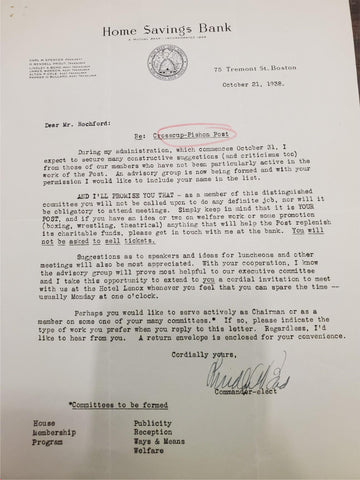 Home Savings Bank
A MUTUAL BANK INCORPORATED 1869
75 Tremont St. Boston
October 21, 1938.
Dear Mr. Rochford:
Re: Crosscup-Pishon Post
During my administration, which commences October 31, I
expect to secure many constructive suggestions (and criticisms too)
from those of our members who have not been particularly active in
the work of the Post. An advisory group is now being formed and with your
permission I would like to include your name in the list.
AND I'LL PROMISE YOU THAT - as a member of this distinguished
committee you will not be called upon to do any definite job, nor will it
be obligatory to attend meetings. Simply keep in mind that it is YOUR
POST, and if you have an idea or two on welfare work or some promotion
(boxing, wrestling, theatrical) anything that will help the Post replenish
its charitable funds, please get in touch with me at the bank. You will
not be asked to sell tickets.
Suggestions as to speakers and ideas for luncheons and other
meetings will also be most appreciated. With your cooperation, I know
the advisory group will prove most helpful to our executive committee
and I take this opportunity to extend to you a cordial invitation to meet
with us at the Hotel Lenox whenever you feel that you can spare the time --
usually Monday at one o'clock.
Perhaps you would like to serve actively as Chairman or as a
member on some one of my many committees.* If so, please indicate the
type of work you prefer when you reply to this letter. Regardless, I'd
like to hear from you. A return envelope is enclosed for your convenience.
Cordially yours,
Commander-elect
*Committees to be formed
House Publicity
Membership Reception
Program Ways & Means
Welfare